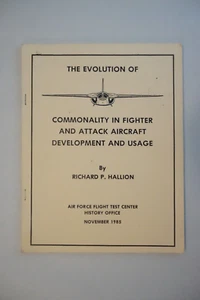 THE EVOLUTION OF
COMMONALITY IN FIGHTER
AND ATTACK AIRCRAFT
DEVELOPMENT AND USAGE
By
RICHARD P. HALLION
AIR FORCE FLIGHT TEST CENTER
HISTORY OFFICE
NOVEMBER 1985